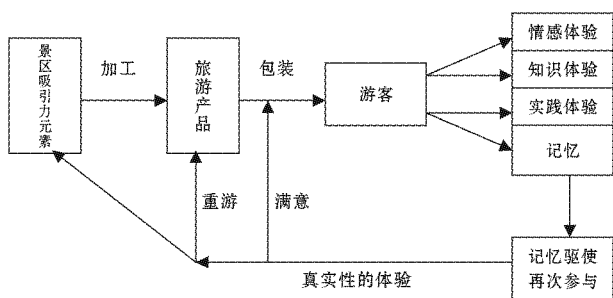 景区吸引力元素
加工
旅游产品
包装
游客
情感体验
知识体验
实践体验
记忆
重游
满意
真实性的体验
记忆驱使
再次参与